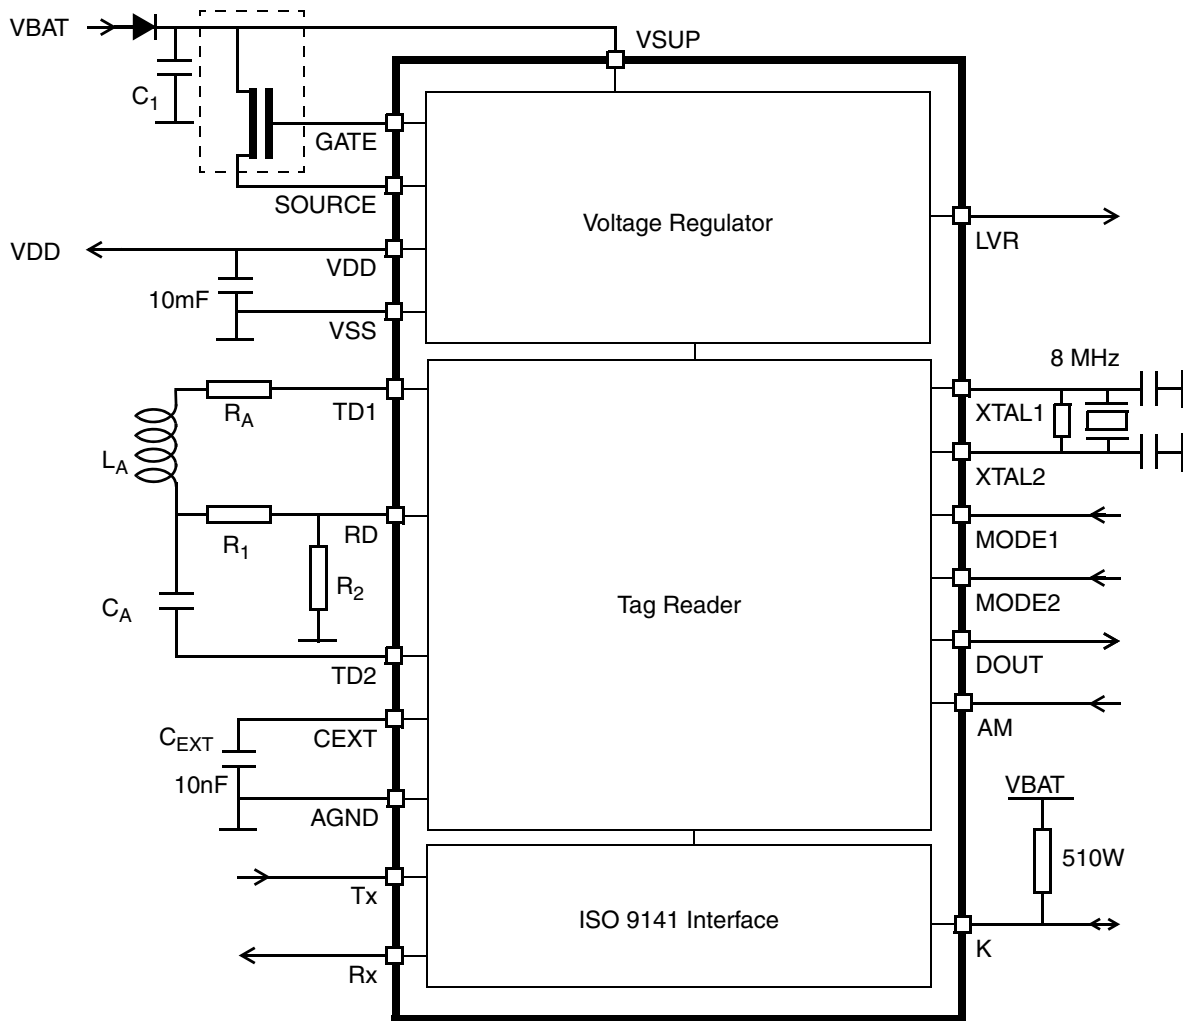 VBAT
VSUP
C1
GATE
SOURCE
Voltage Regulator
LVR
VDD
VDD
10mF
VSS
8 MHz
RA
TD1
XTAL1
LA
XTAL2
R1
RD
MODE1
R2
CA
Tag Reader
MODE2
TD2
DOUT
CEXT
CEXT
AM
10nF
AGND
VBAT
510W
Tx
ISO 9141 Interface
K
Rx